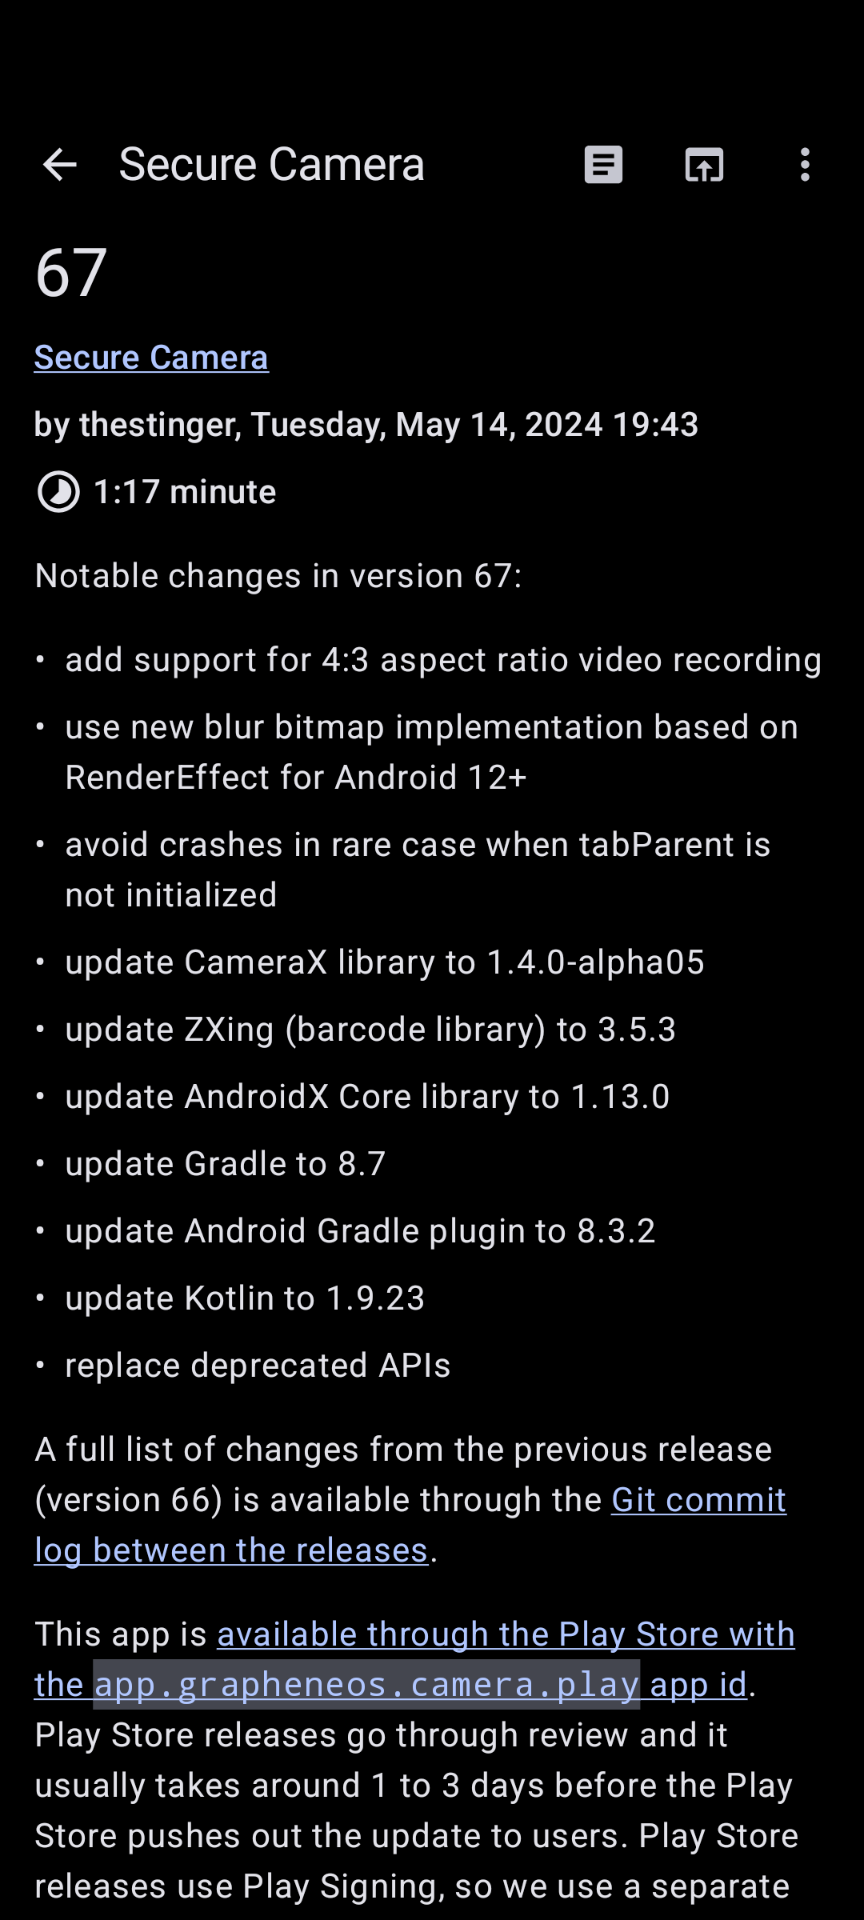 Secure Camera
67
Secure Camera
by thestinger, Tuesday, May 14, 2024 19:43
1:17 minute
Notable changes in version 67:
• add support for 4:3 aspect ratio video recording
• use new blur bitmap implementation based on
RenderEffect for Android 12+
• avoid crashes in rare case when tabParent is
not initialized
• update CameraX library to 1.4.0-alpha05
• update ZXing (barcode library) to 3.5.3
• update AndroidX Core library to 1.13.0
• update Gradle to 8.7
• update Android Gradle plugin to 8.3.2
• update Kotlin to 1.9.23
• replace deprecated APIs
A full list of changes from the previous release
(version 66) is available through the Git commit
log between the releases.
This app is available through the Play Store with
the app.grapheneos.camera.play app id.
Play Store releases go through review and it
usually takes around 1 to 3 days before the Play
Store pushes out the update to users. Play Store
releases use Play Signing, so we use a separate